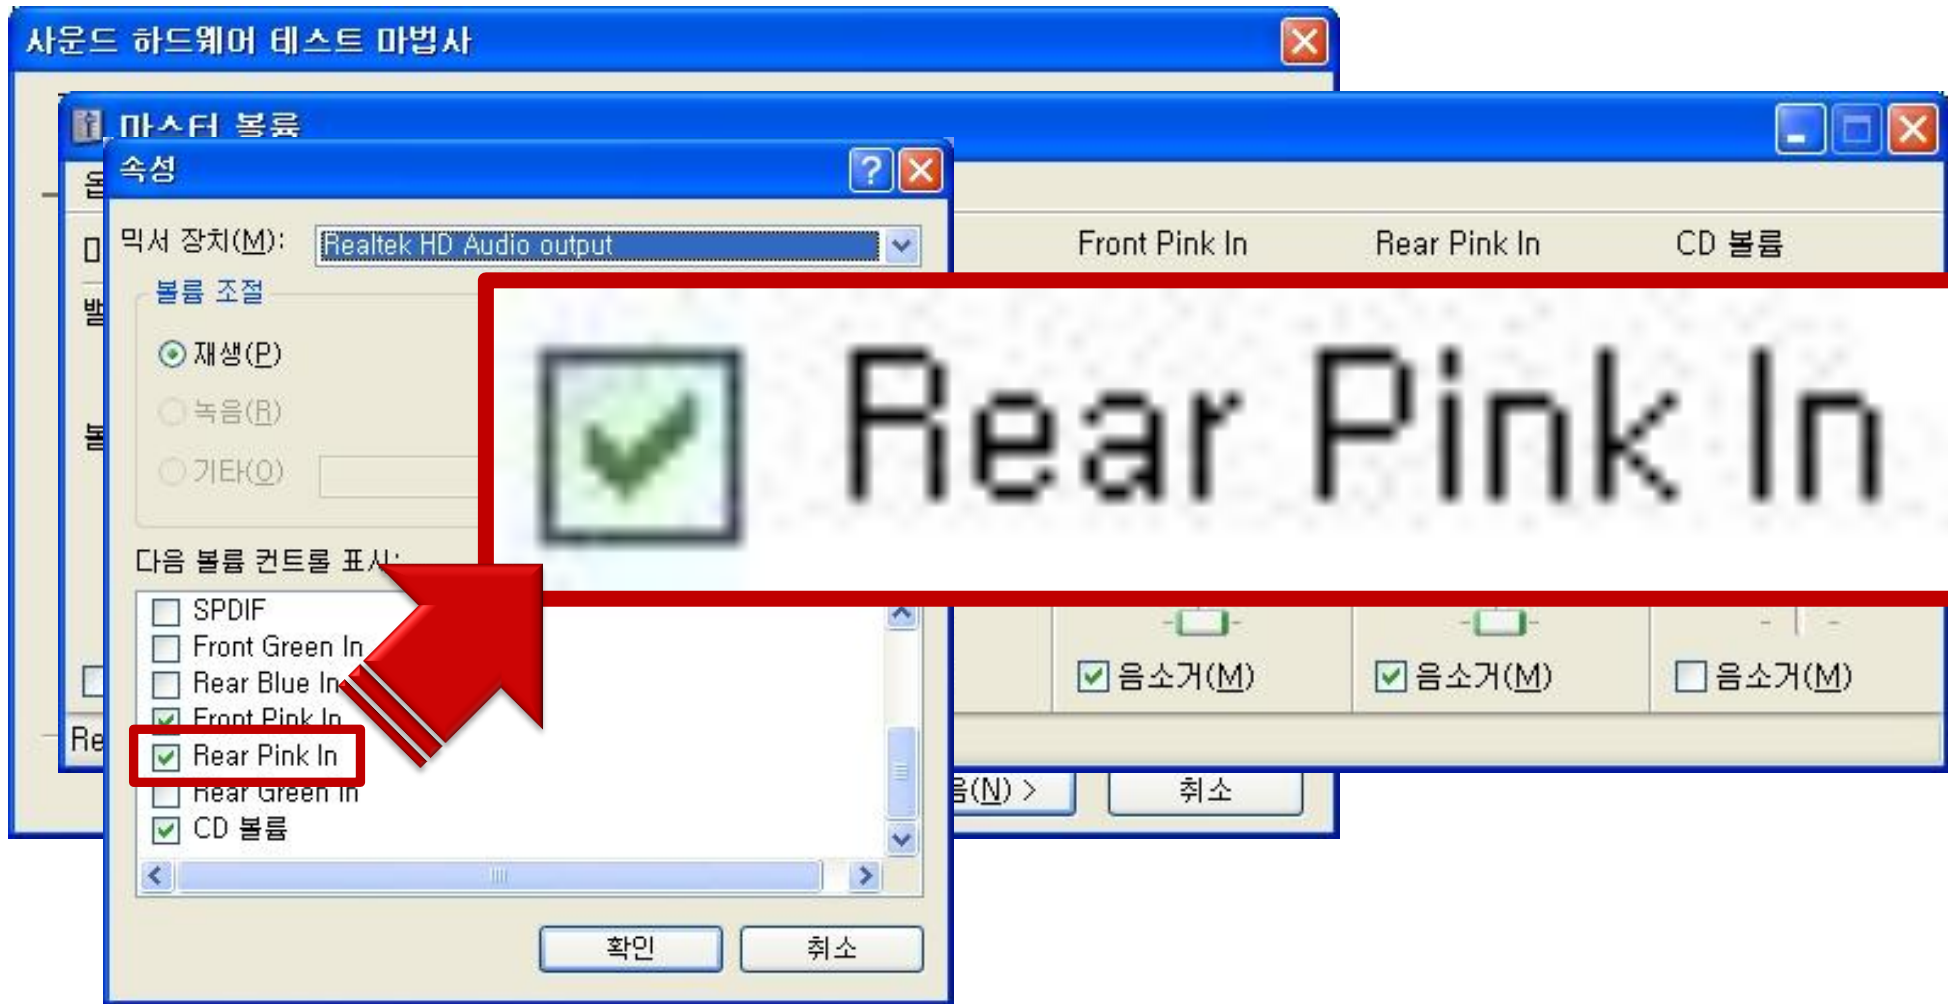 사운드 하드웨어 테스트 마법사
마스터 볼륨
속성
믹서 장치(M): Realtek HD Audio output
Front Pink In Rear Pink In CD 볼륨
볼륨 조절
재생(P)
녹음(R)
기타(O)
Rear Pink In
다음 볼륨 컨트롤 표시:
SPDIF
Front Green In
Rear Blue In
Front Pink In
Rear Pink In
Rear Green In
CD 볼륨
음소거(M) 음소거(M) 음소거(M)
음(N) > 취소
확인 취소